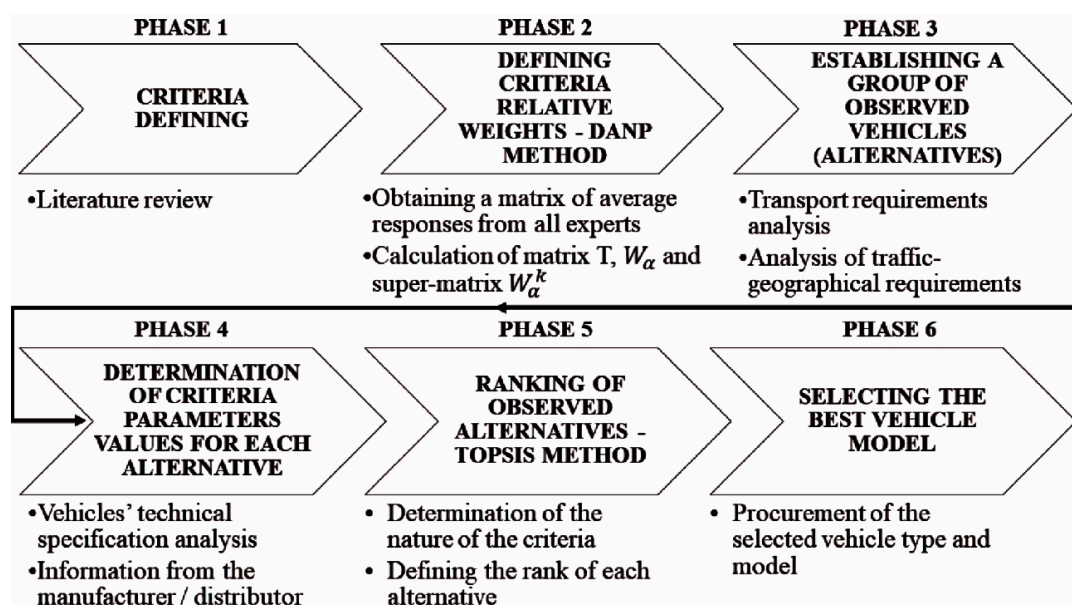 PHASE 1
CRITERIA
DEFINING
•Literature review
PHASE 2
DEFINING
CRITERIA
RELATIVE
WEIGHTS - DANP
METHOD
•Obtaining a matrix of average
responses from all experts
•Calculation of matrix T, W_α and
super-matrix W_α^k
PHASE 3
ESTABLISHING A
GROUP OF
OBSERVED
VEHICLES
(ALTERNATIVES)
•Transport requirements
analysis
•Analysis of traffic-
geographical requirements
PHASE 4
DETERMINATION
OF CRITERIA
PARAMETERS
VALUES FOR EACH
ALTERNATIVE
•Vehicles' technical
specification analysis
•Information from the
manufacturer / distributor
PHASE 5
RANKING OF
OBSERVED
ALTERNATIVES -
TOPSIS METHOD
• Determination of the
nature of the criteria
• Defining the rank of each
alternative
PHASE 6
SELECTING THE
BEST VEHICLE
MODEL
• Procurement of the
selected vehicle type and
model